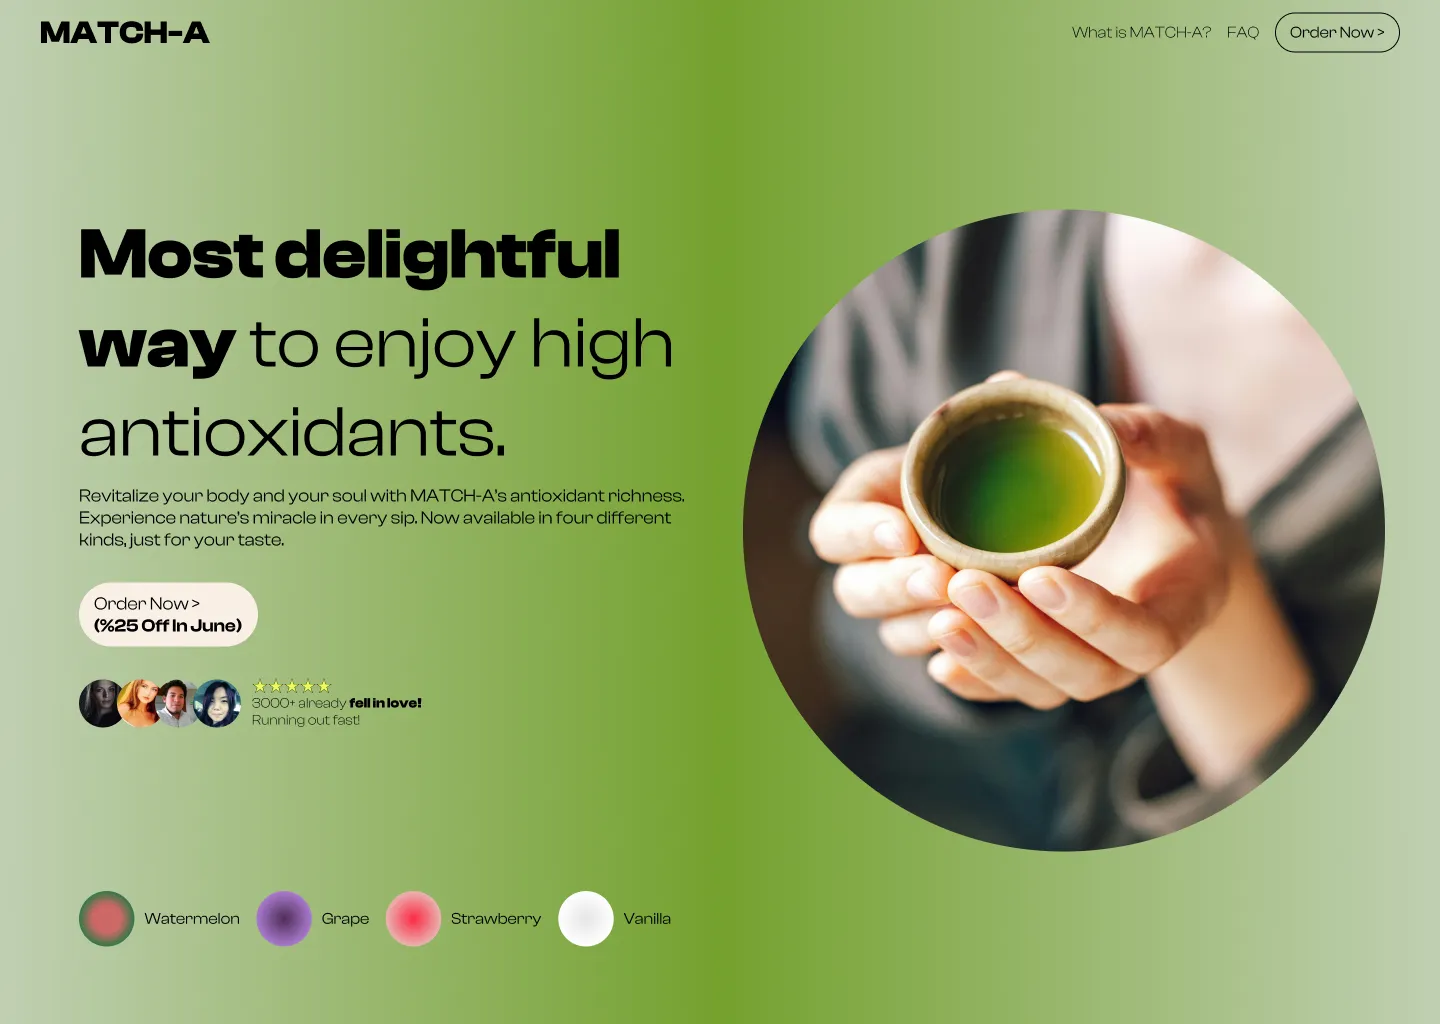 MATCH-A
What is MATCH-A?
FAQ
Order Now >
Most delightful
way to enjoy high
antioxidants.
Revitalize your body and your soul with MATCH-A's antioxidant richness.
Experience nature's miracle in every sip. Now available in four different
kinds, just for your taste.
Order Now >
(%25 Off In June)
3000+ already fell in love!
Running out fast!
Watermelon
Grape
Strawberry
Vanilla